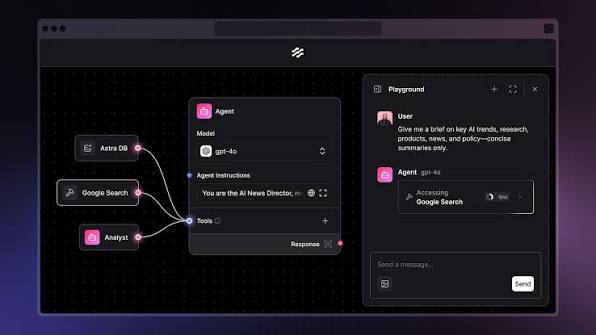 Playground
Agent
User
Give me a brief on key AI trends, research,
products, news, and policy—concise
summaries only.
Model
Astra DB
gpt-4o
Agent gpt-4o
Agent Instructions
Accessing
Google Search
Google Search
You are the AI News Director,
Tools
Analyst
Response
Send a message...
Send